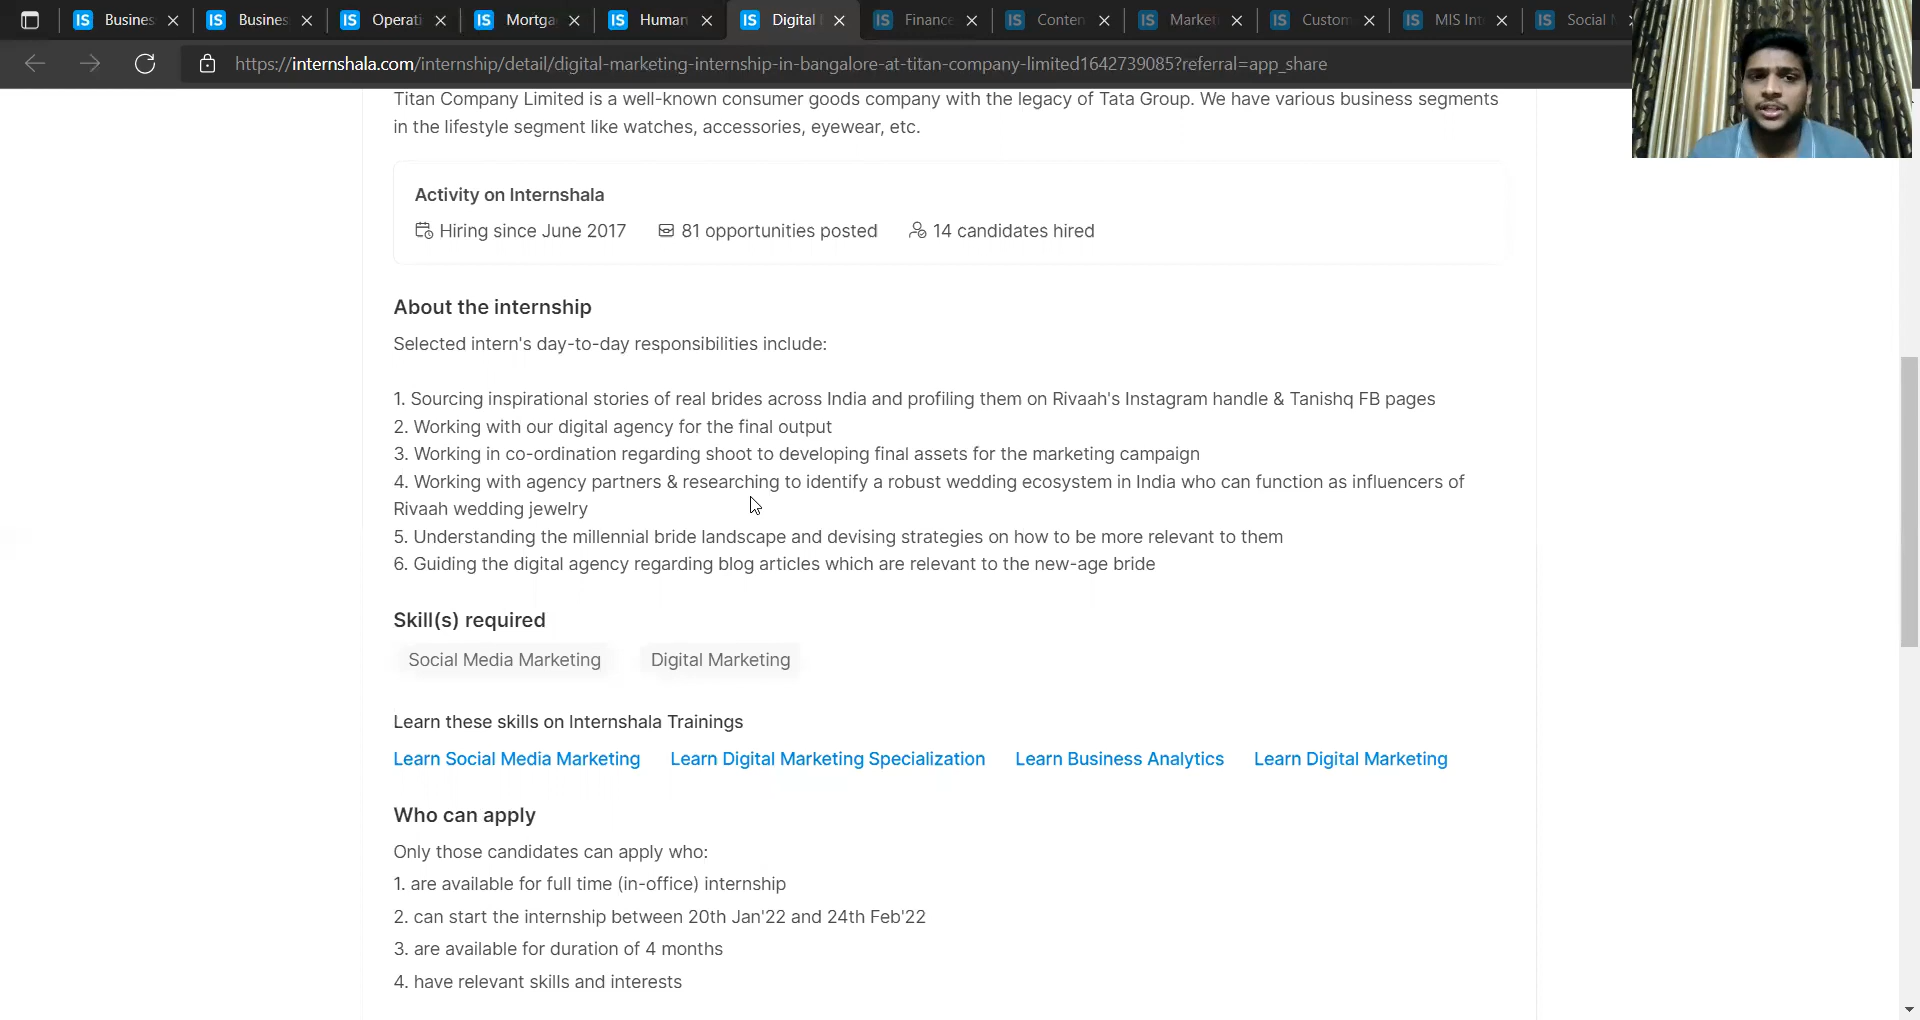 IS Busines IS Busines IS Operati IS Mortga IS Human IS Digital IS Finance IS Conten IS Market IS Custom IS MIS Int IS Social
https://internshala.com/internship/detail/digital-marketing-internship-in-bangalore-at-titan-company-limited1642739085?referral=app_share
Titan Company Limited is a well-known consumer goods company with the legacy of Tata Group. We have various business segments
in the lifestyle segment like watches, accessories, eyewear, etc.
Activity on Internshala
Hiring since June 2017 81 opportunities posted 14 candidates hired
About the internship
Selected intern's day-to-day responsibilities include:
1. Sourcing inspirational stories of real brides across India and profiling them on Rivaah's Instagram handle & Tanishq FB pages
2. Working with our digital agency for the final output
3. Working in co-ordination regarding shoot to developing final assets for the marketing campaign
4. Working with agency partners & researching to identify a robust wedding ecosystem in India who can function as influencers of
Rivaah wedding jewelry
5. Understanding the millennial bride landscape and devising strategies on how to be more relevant to them
6. Guiding the digital agency regarding blog articles which are relevant to the new-age bride
Skill(s) required
Social Media Marketing Digital Marketing
Learn these skills on Internshala Trainings
Learn Social Media Marketing Learn Digital Marketing Specialization Learn Business Analytics Learn Digital Marketing
Who can apply
Only those candidates can apply who:
1. are available for full time (in-office) internship
2. can start the internship between 20th Jan'22 and 24th Feb'22
3. are available for duration of 4 months
4. have relevant skills and interests